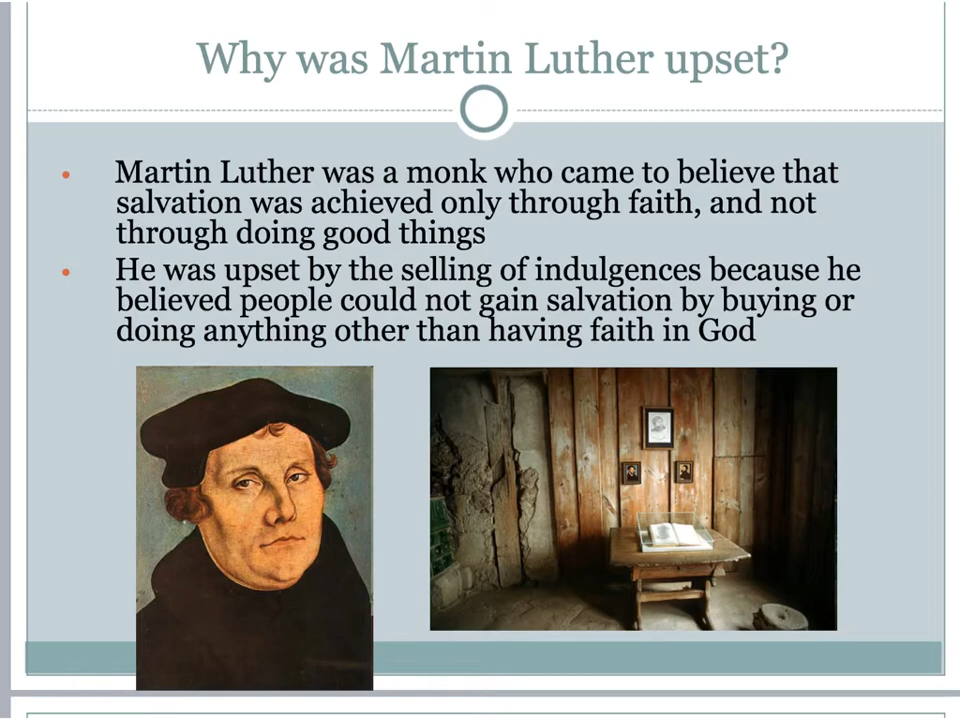 Why was Martin Luther upset?
• Martin Luther was a monk who came to believe that
salvation was achieved only through faith, and not
through doing good things
• He was upset by the selling of indulgences because he
believed people could not gain salvation by buying or
doing anything other than having faith in God